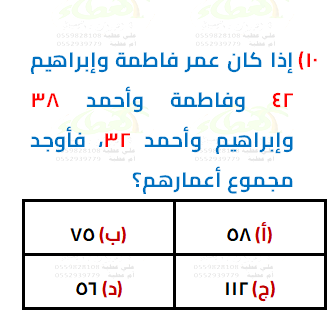 ١٠) إذا كان عمر فاطمة وإبراهيم
٤٢ وفاطمة وأحمد ٣٨
وإبراهيم وأحمد ٣٢، فأوجد
مجموع أعمارهم؟
(أ) ٥٨ (ب) ٧٥
(ج) ١١٢ (د) ٥٦